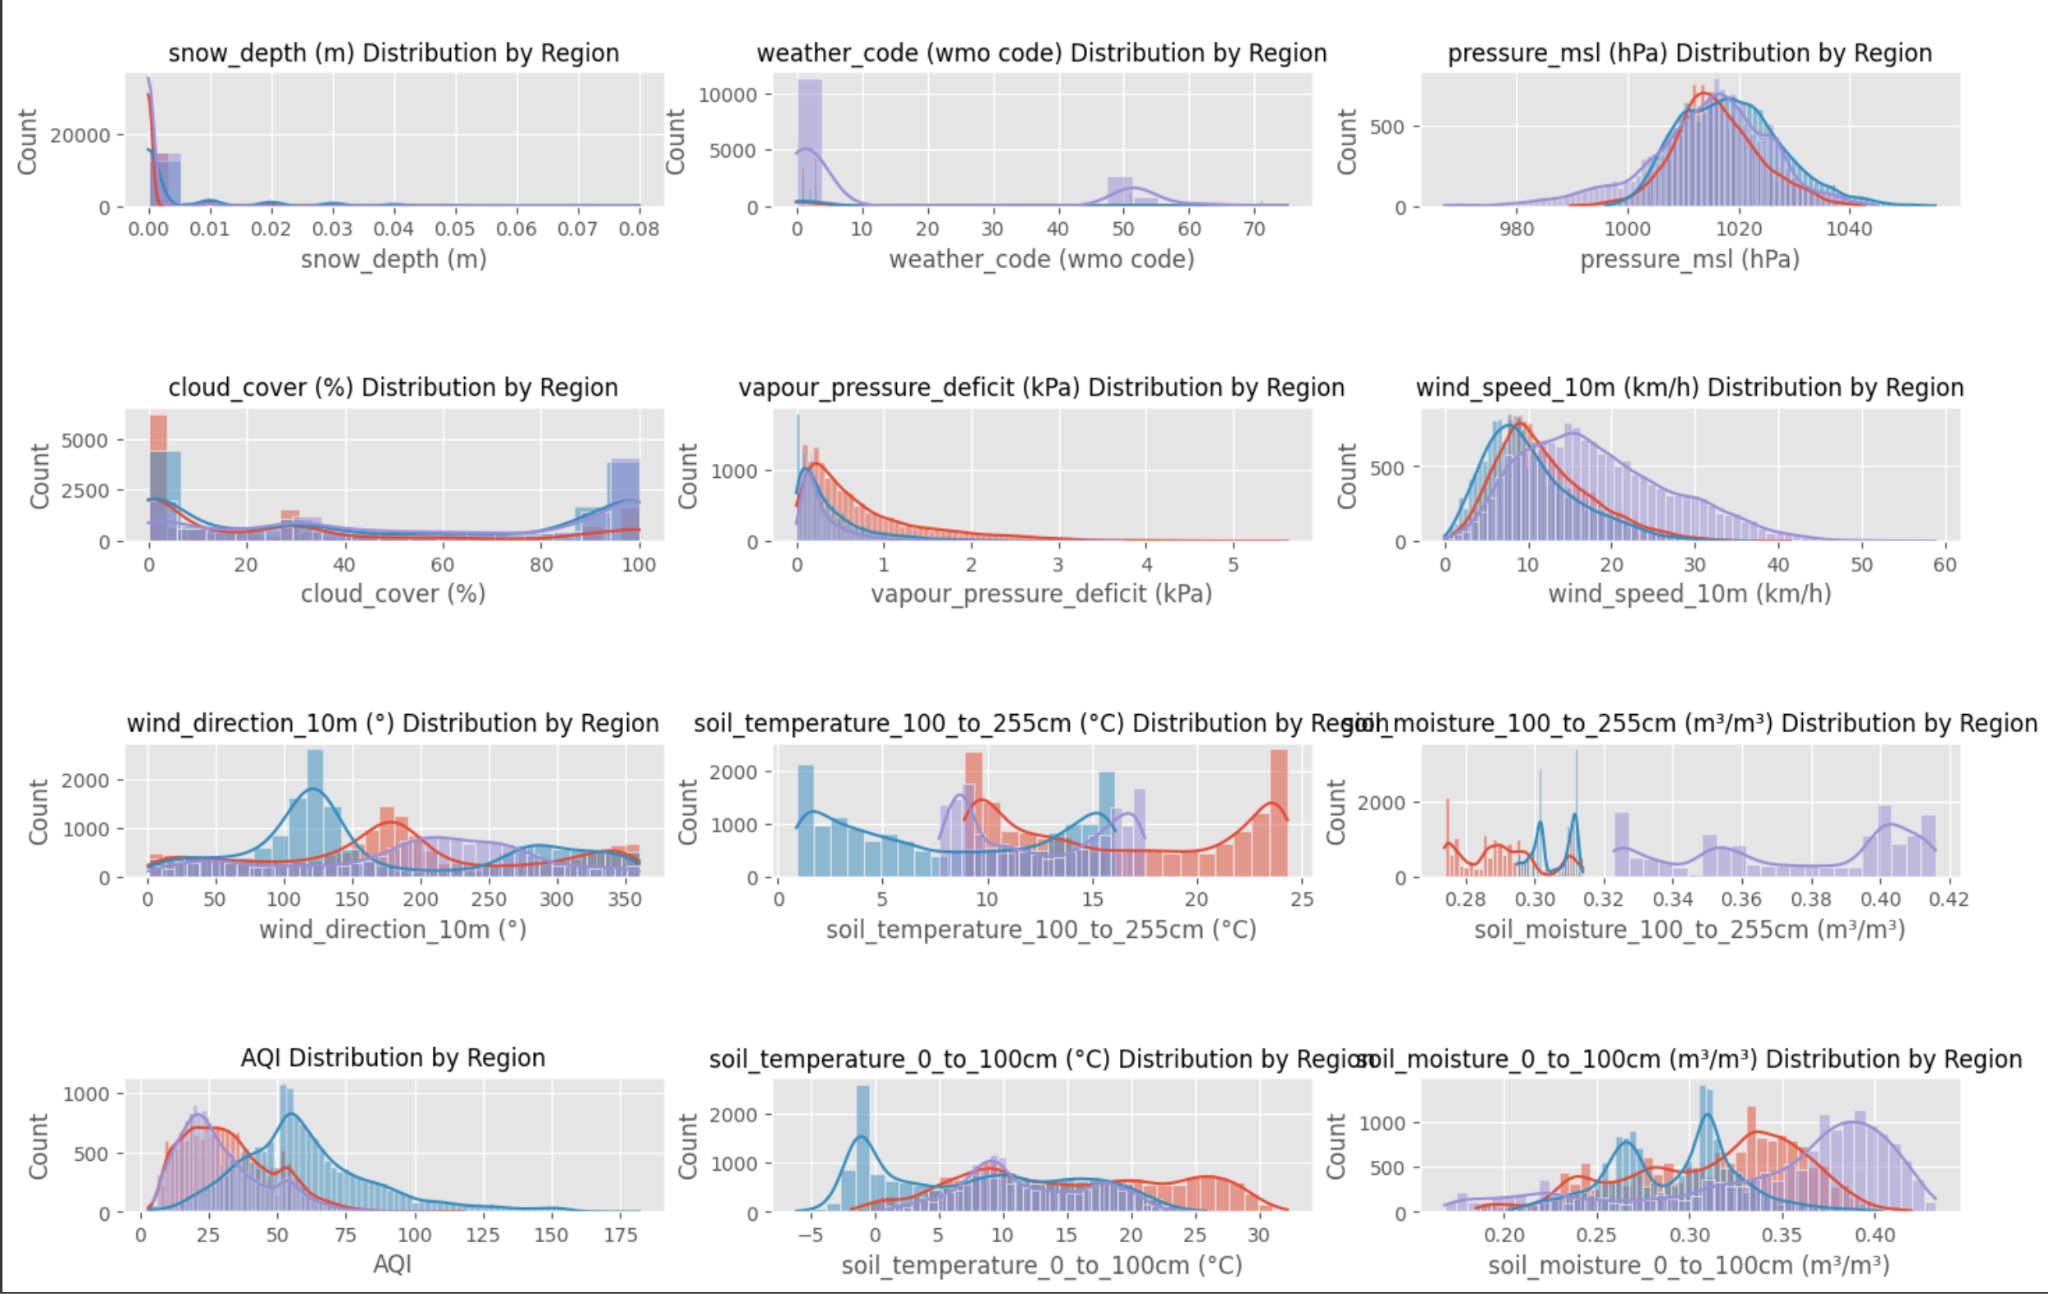 snow_depth (m) Distribution by Region
weather_code (wmo code) Distribution by Region
pressure_msl (hPa) Distribution by Region
Count
20000
0
0.00 0.01 0.02 0.03 0.04 0.05 0.06 0.07 0.08
snow_depth (m)
Count
10000
5000
0
0 10 20 30 40 50 60 70
weather_code (wmo code)
Count
500
0
980 1000 1020 1040
pressure_msl (hPa)
cloud_cover (%) Distribution by Region
vapour_pressure_deficit (kPa) Distribution by Region
wind_speed_10m (km/h) Distribution by Region
Count
5000
2500
0
0 20 40 60 80 100
cloud_cover (%)
Count
1000
0
0 1 2 3 4 5
vapour_pressure_deficit (kPa)
Count
500
0
0 10 20 30 40 50 60
wind_speed_10m (km/h)
wind_direction_10m (°) Distribution by Region
soil_temperature_100_to_255cm (°C) Distribution by Region
soil_moisture_100_to_255cm (m³/m³) Distribution by Region
Count
2000
1000
0
0 50 100 150 200 250 300 350
wind_direction_10m (°)
Count
2000
1000
0
0 5 10 15 20 25
soil_temperature_100_to_255cm (°C)
Count
2000
0
0.28 0.30 0.32 0.34 0.36 0.38 0.40 0.42
soil_moisture_100_to_255cm (m³/m³)
AQI Distribution by Region
soil_temperature_0_to_100cm (°C) Distribution by Region
soil_moisture_0_to_100cm (m³/m³) Distribution by Region
Count
1000
500
0
0 25 50 75 100 125 150 175
AQI
Count
2000
1000
0
−5 0 5 10 15 20 25 30
soil_temperature_0_to_100cm (°C)
Count
1000
500
0
0.20 0.25 0.30 0.35 0.40
soil_moisture_0_to_100cm (m³/m³)